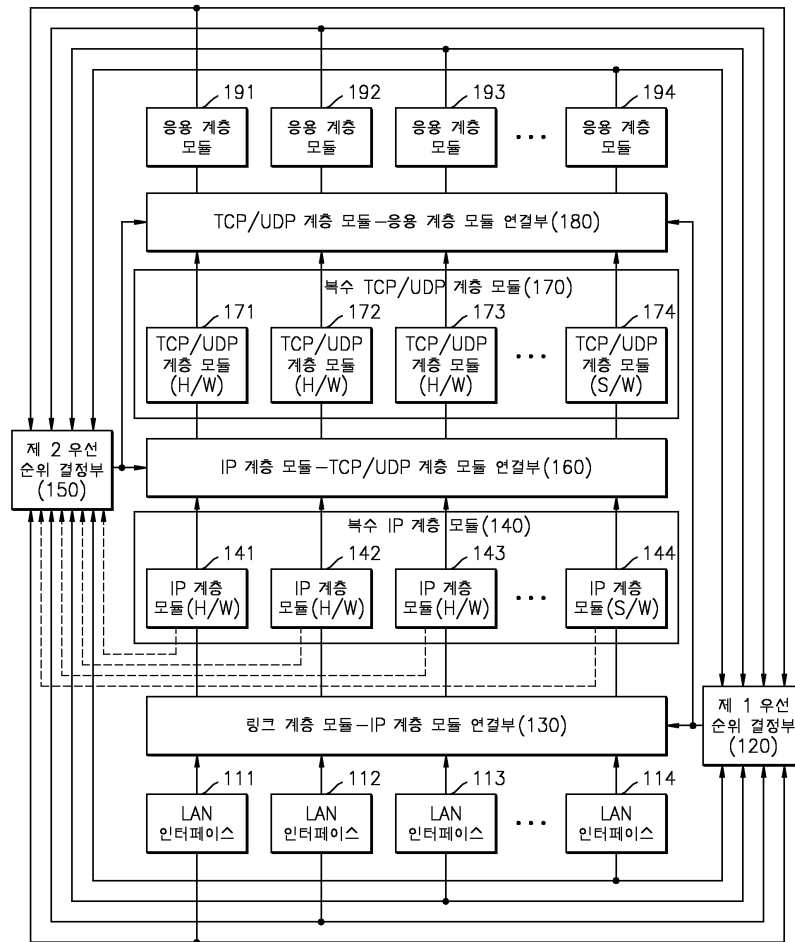 191 192 193 194
응용 계층 모듈 응용 계층 모듈 응용 계층 모듈 ... 응용 계층 모듈
TCP/UDP 계층 모듈-응용 계층 모듈 연결부(180)
복수 TCP/UDP 계층 모듈(170)
171 172 173 174
TCP/UDP TCP/UDP TCP/UDP TCP/UDP
계층 모듈 계층 모듈 계층 모듈 ... 계층 모듈
(H/W) (H/W) (H/W) (S/W)
제 2 우선
순위 결정부
(150)
IP 계층 모듈-TCP/UDP 계층 모듈 연결부(160)
복수 IP 계층 모듈(140)
141 142 143 144
IP 계층 IP 계층 IP 계층 ... IP 계층
모듈(H/W) 모듈(H/W) 모듈(H/W) 모듈(S/W)
링크 계층 모듈-IP 계층 모듈 연결부(130)
제 1 우선
순위 결정부
(120)
111 112 113 114
LAN LAN LAN ... LAN
인터페이스 인터페이스 인터페이스 인터페이스